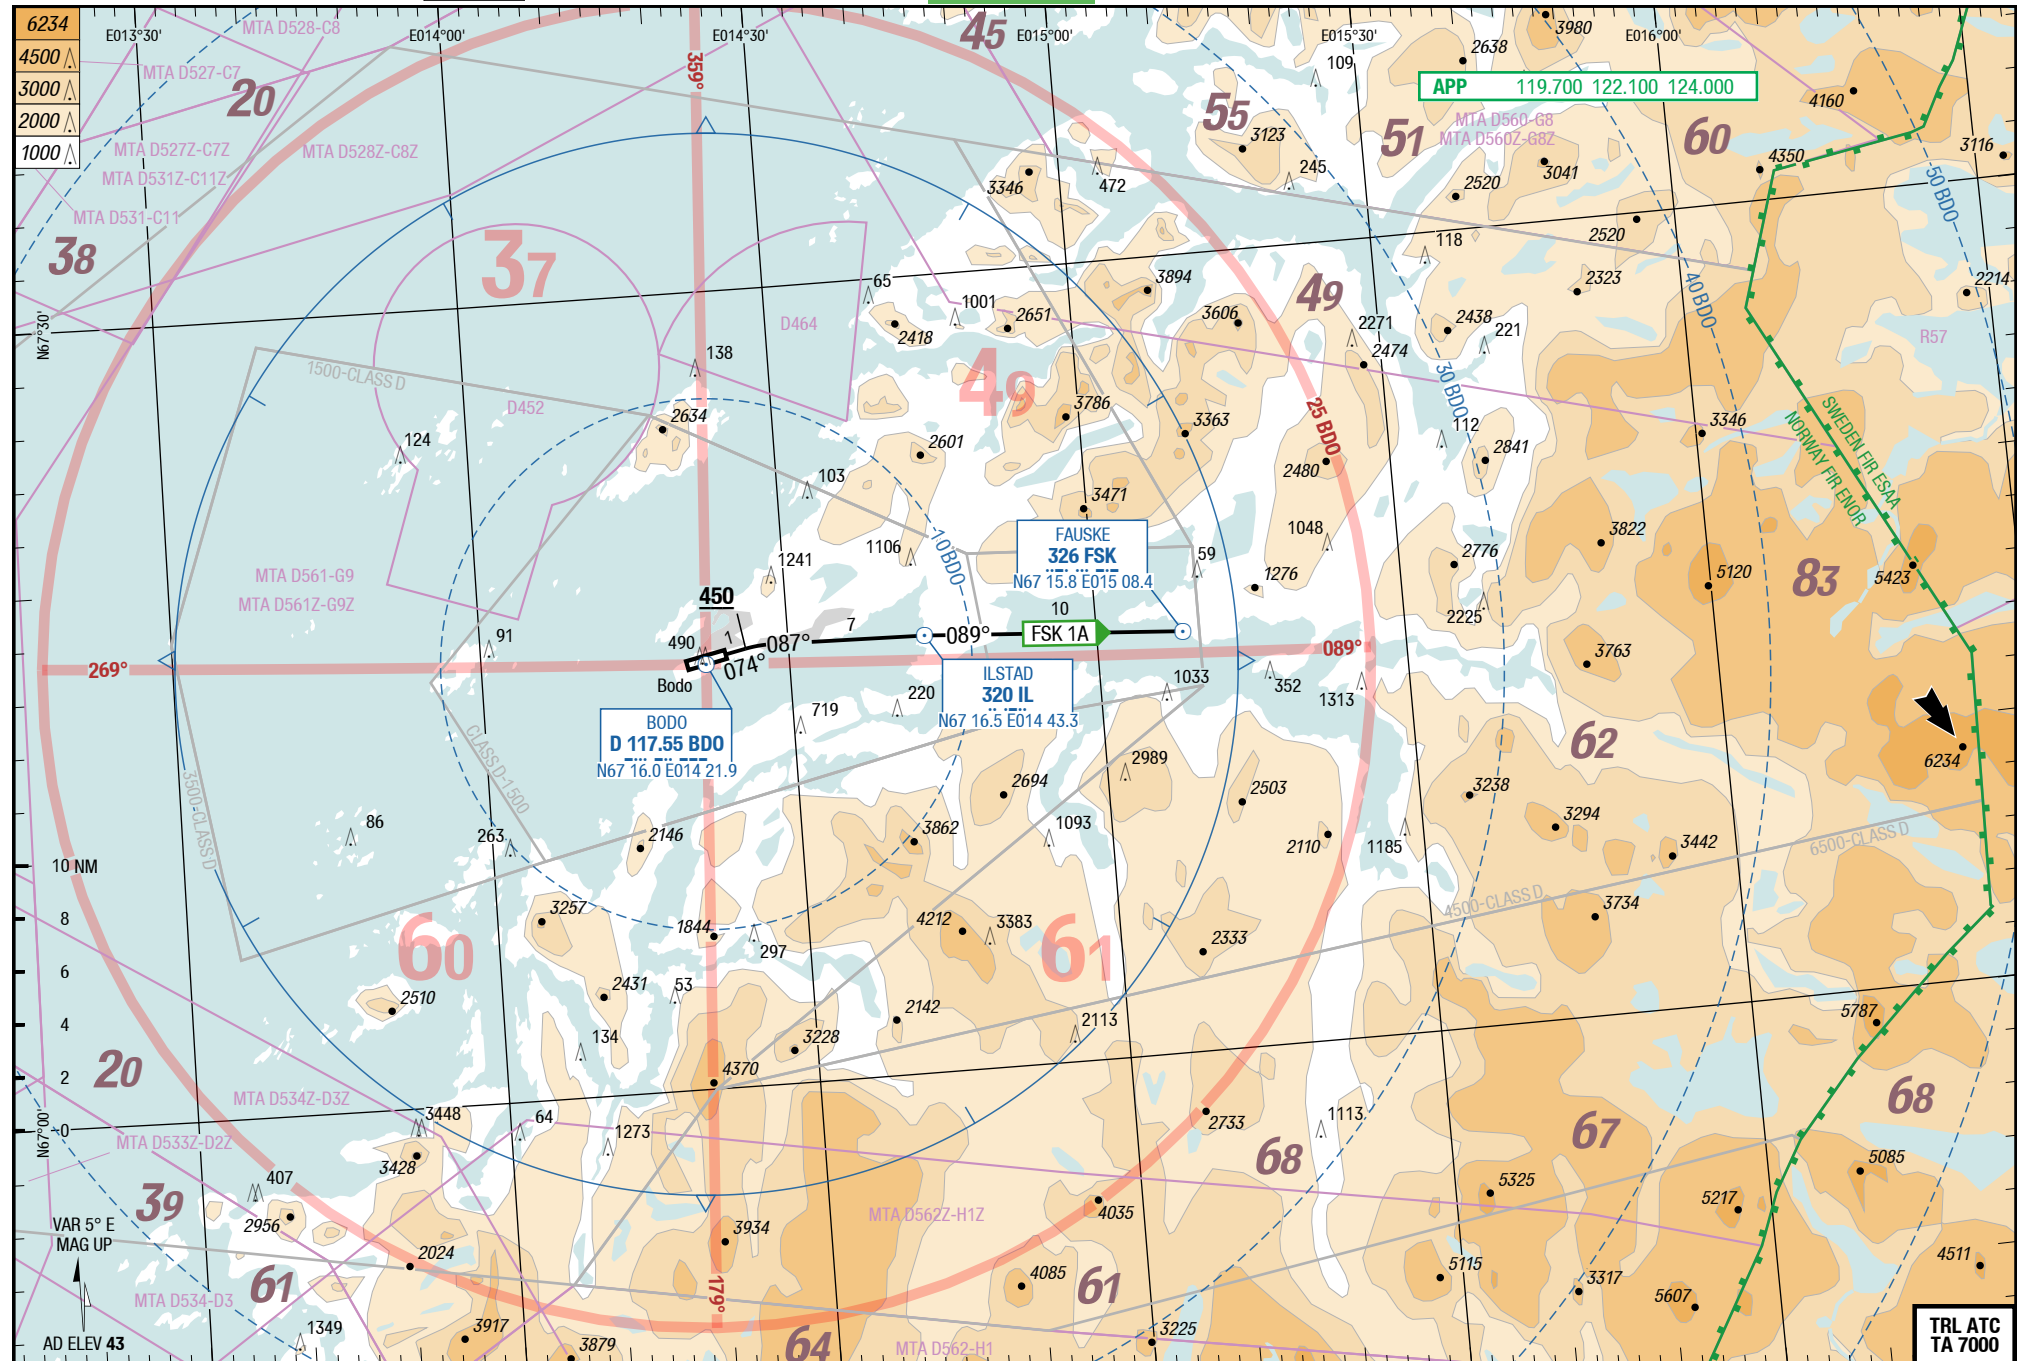 6234
4500
3000
2000
1000
E013°30'
E014°00'
E014°30'
E015°00'
E015°30'
E016°00'
MTA D528-C8
MTA D527-C7
20
45
359°
109
2638
3980
APP 119.700 122.100 124.000
MTA D560-G8
MTA D560Z-G8Z
4160
55
3123
51
60
4350
3116
MTA D527Z-C7Z
MTA D528Z-C8Z
MTA D531Z-C11Z
MTA D531-C11
3346
472
245
2520
3041
50 BDO
38
37
118
2520
2323
2214
65
1001
3894
49
40 BDO
D464
2418
2651
3606
2271
2438
221
R57
N67°30'
138
2474
1500-CLASS D
D452
49
30 BDO
2634
3786
25 BDO
3363
112
3346
SWEDEN FIR ESAA
NORWAY FIR ENOR
124
2601
2480
2841
103
3471
1241
1106
10 BDO
FAUSKE
326 FSK
N67 15.8 E015 08.4
59
1048
3822
2776
5120
83
5423
MTA D561-G9
MTA D561Z-G9Z
1276
2225
450
91
490
1
087°
7
089°
10
FSK 1A
074°
269°
089°
Bodo
ILSTAD
320 IL
N67 16.5 E014 43.3
1033
352
1313
3763
BODO
D 117.55 BDO
N67 16.0 E014 21.9
719
220
62
6234
CLASS D-1500
3500-CLASS D
2694
2989
2503
3238
3294
86
263
2146
3862
1093
2110
1185
3442
6500-CLASS D
10 NM
8
6
4
2
0
4500-CLASS D
3734
3257
1844
4212
3383
61
2333
60
297
2431
53
2510
2142
134
3228
2113
5787
4370
20
MTA D534Z-D3Z
68
N67°00'
MTA D533Z-D2Z
3448
64
1273
3428
2733
1113
67
68
407
39
2956
5325
5085
5217
VAR 5° E
MAG UP
2024
3934
MTA D562Z-H1Z
4035
4511
61
179°
4085
61
5115
3317
5607
MTA D534-D3
AD ELEV 43
1349
3917
3879
64
MTA D562-H1
3225
TRL ATC
TA 7000